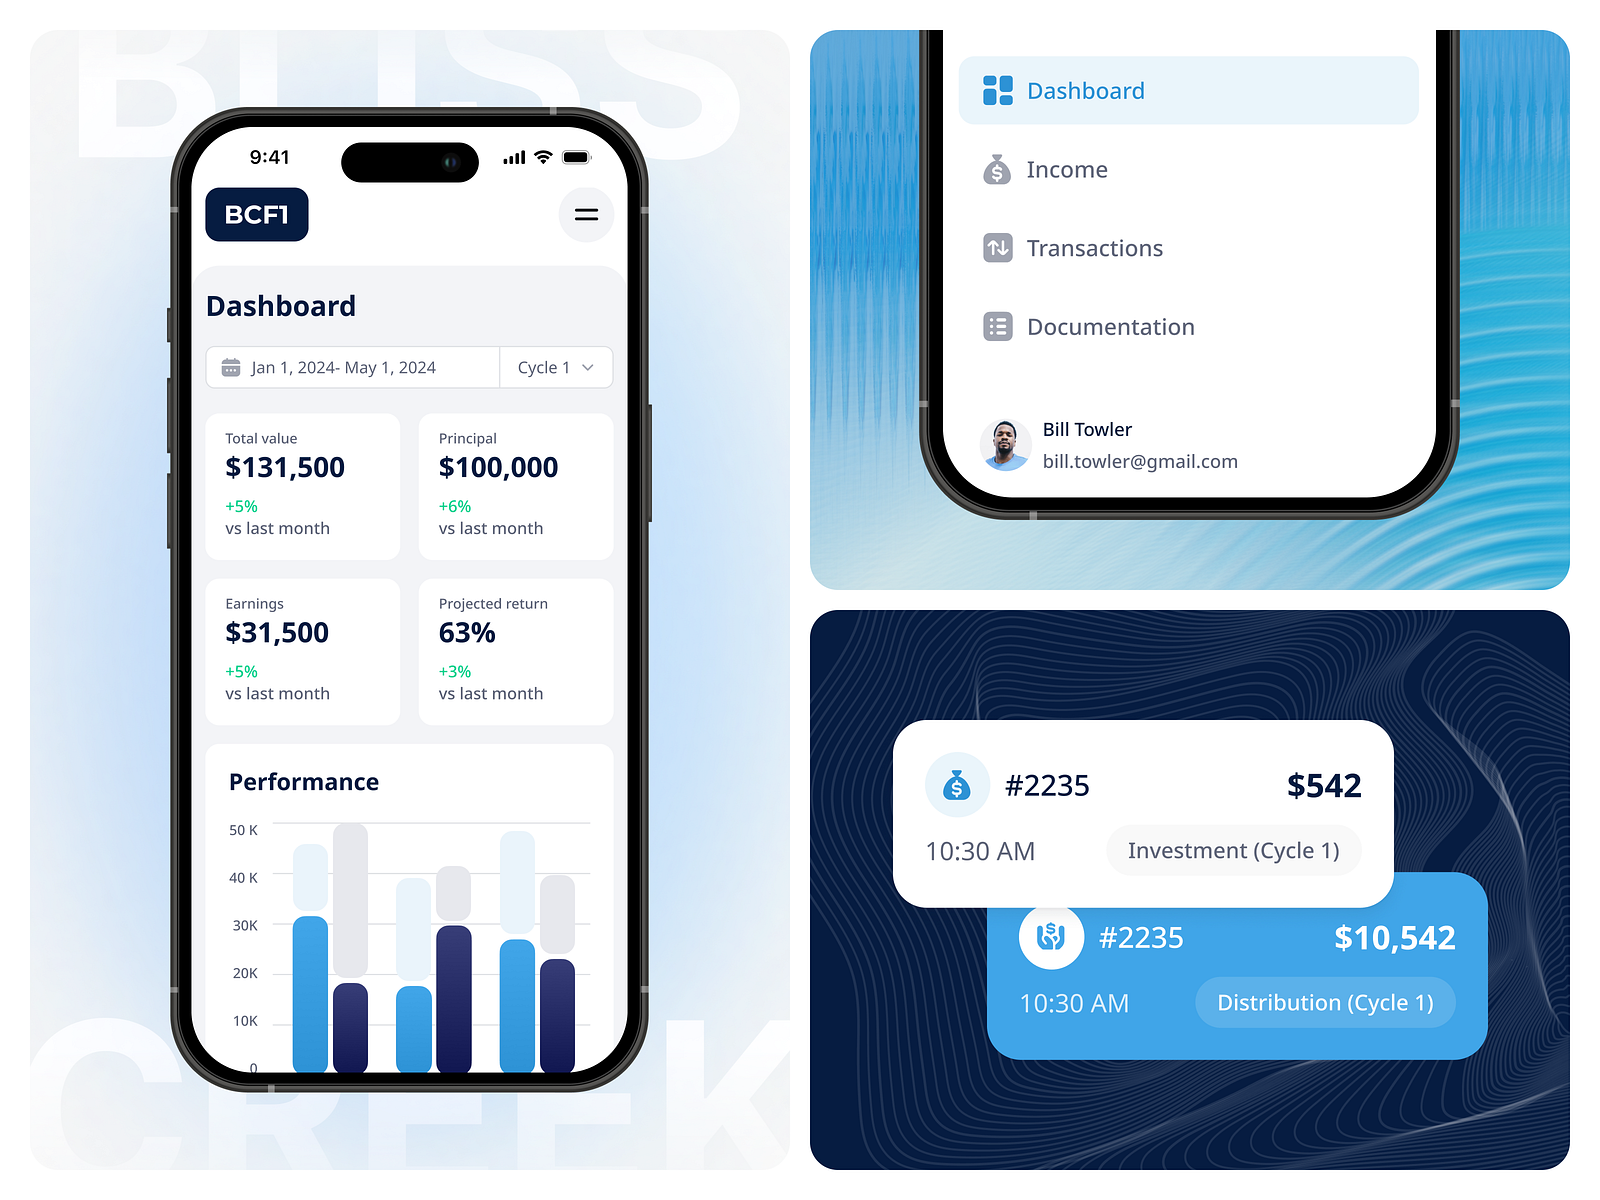 BLISS
9:41
BCF1
Dashboard
Jan 1, 2024- May 1, 2024 Cycle 1
Total value
$131,500
+5%
vs last month
Principal
$100,000
+6%
vs last month
Earnings
$31,500
+5%
vs last month
Projected return
63%
+3%
vs last month
Performance
50 K
40 K
30K
20K
10K
0
CREEK
Dashboard
Income
Transactions
Documentation
Bill Towler
bill.towler@gmail.com
#2235 $542
10:30 AM Investment (Cycle 1)
#2235 $10,542
10:30 AM Distribution (Cycle 1)